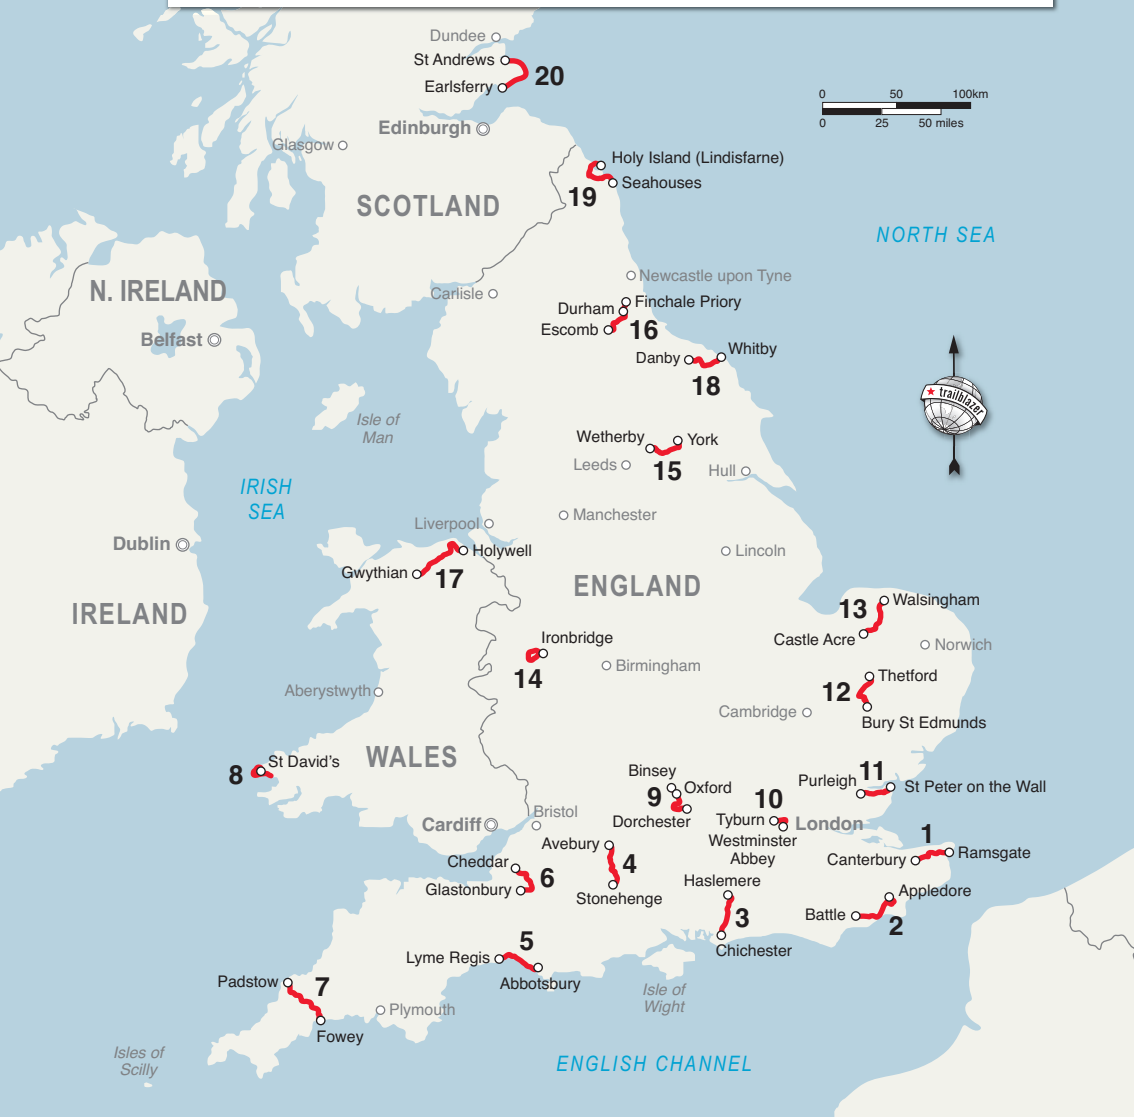 Dundee
St Andrews
20
Earlsferry
0 50 100km
0 25 50 miles
Edinburgh
Glasgow
Holy Island (Lindisfarne)
Seahouses
19
SCOTLAND
NORTH SEA
Newcastle upon Tyne
N. IRELAND
Carlisle
Finchale Priory
Durham
Escomb
16
Belfast
Whitby
Danby
18
trailblazer
Isle of
Man
Wetherby
York
Leeds
15
Hull
IRISH
SEA
Manchester
Liverpool
Dublin
Holywell
Lincoln
Gwythian
17
ENGLAND
IRELAND
Walsingham
13
Castle Acre
Ironbridge
Norwich
Birmingham
14
Thetford
12
Aberystwyth
Cambridge
Bury St Edmunds
WALES
St David's
8
Binsey
Oxford
9
Dorchester
11
Purleigh
St Peter on the Wall
10
Tyburn
London
Westminster
Abbey
Bristol
Cardiff
1
Avebury
Canterbury
Ramsgate
Cheddar
4
6
Glastonbury
Stonehenge
Haslemere
3
Appledore
Battle
2
Chichester
5
Lyme Regis
Abbotsbury
Padstow
7
Isle of
Wight
Plymouth
Fowey
Isles of
Scilly
ENGLISH CHANNEL